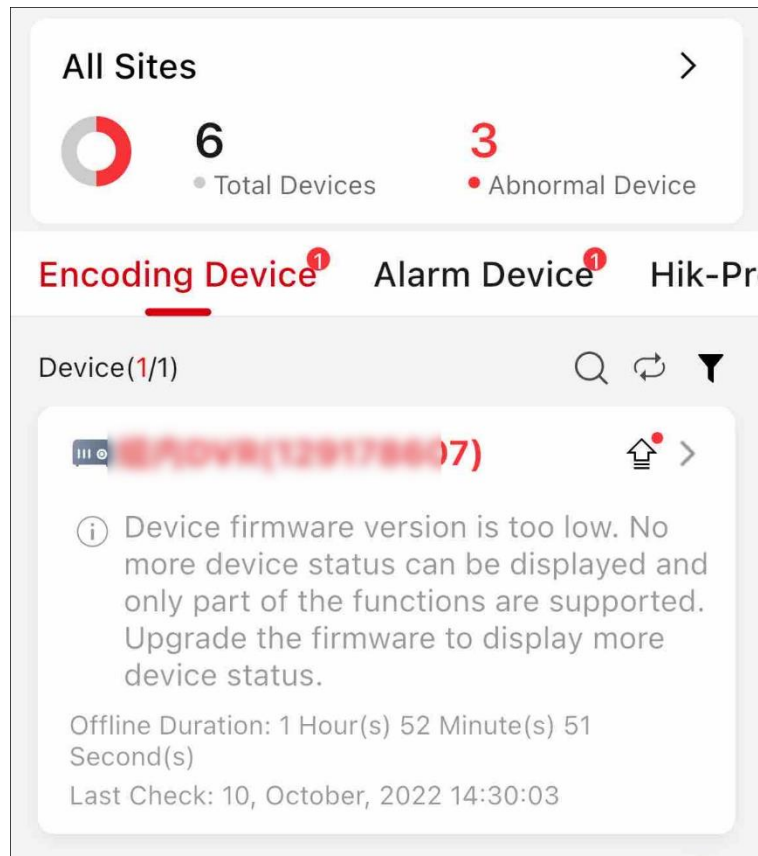 All Sites
6
3
Total Devices
Abnormal Device
Encoding Device 1
Alarm Device 1
Hik-Pr
Device(1/1)
07)
Device firmware version is too low. No
more device status can be displayed and
only part of the functions are supported.
Upgrade the firmware to display more
device status.
Offline Duration: 1 Hour(s) 52 Minute(s) 51
Second(s)
Last Check: 10, October, 2022 14:30:03